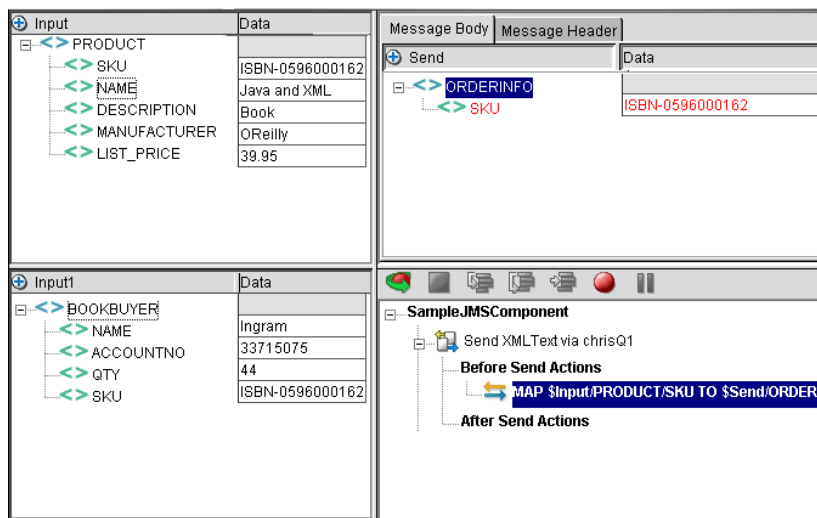 Input Data
PRODUCT
SKU ISBN-0596000162
NAME Java and XML
DESCRIPTION Book
MANUFACTURER OReilly
LIST_PRICE 39.95
Message Body Message Header
Send Data
ORDERINFO
SKU ISBN-0596000162
Input1 Data
BOOKBUYER
NAME Ingram
ACCOUNTNO 33715075
QTY 44
SKU ISBN-0596000162
SampleJMSComponent
Send XMLText via chrisQ1
Before Send Actions
MAP $Input/PRODUCT/SKU TO $Send/ORDER
After Send Actions